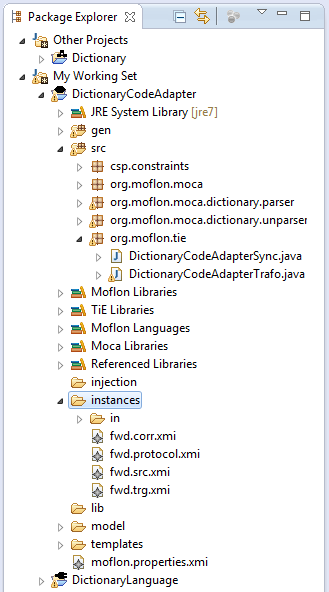 Package Explorer
Other Projects
Dictionary
My Working Set
DictionaryCodeAdapter
JRE System Library [jre7]
gen
src
csp.constraints
org.moflon.moca
org.moflon.moca.dictionary.parser
org.moflon.moca.dictionary.unparser
org.moflon.tie
DictionaryCodeAdapterSync.java
DictionaryCodeAdapterTrafo.java
Moflon Libraries
TiE Libraries
Moflon Languages
Moca Libraries
Referenced Libraries
injection
instances
in
fwd.corr.xmi
fwd.protocol.xmi
fwd.src.xmi
fwd.trg.xmi
lib
model
templates
moflon.properties.xmi
DictionaryLanguage